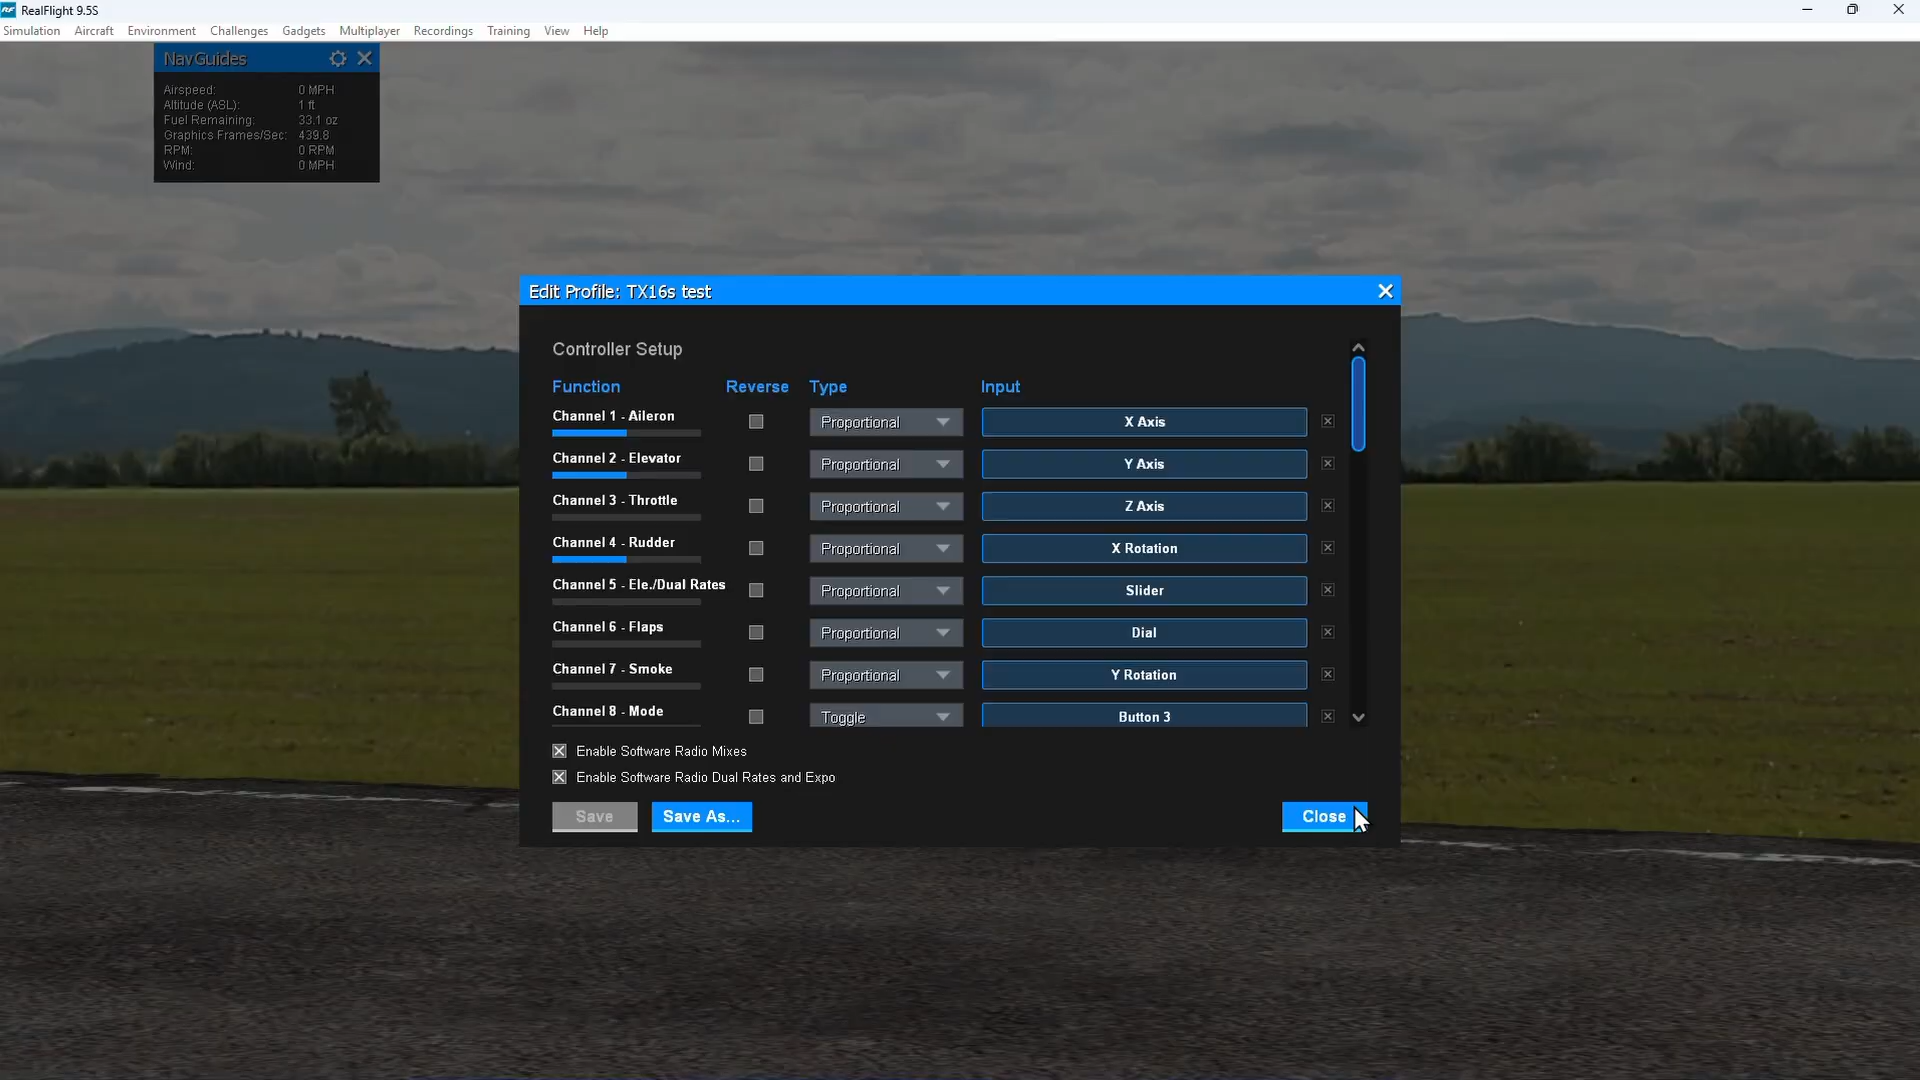 RealFlight 9.5S
Simulation Aircraft Environment Challenges Gadgets Multiplayer Recordings Training View Help
NavGuides
Airspeed: 0 MPH
Altitude (ASL): 1 ft
Fuel Remaining: 33.1 oz
Graphics Frames/Sec: 439.8
RPM: 0 RPM
Wind: 0 MPH
Edit Profile: TX16s test
Controller Setup
Function Reverse Type Input
Channel 1 - Aileron Proportional X Axis
Channel 2 - Elevator Proportional Y Axis
Channel 3 - Throttle Proportional Z Axis
Channel 4 - Rudder Proportional X Rotation
Channel 5 - Ele./Dual Rates Proportional Slider
Channel 6 - Flaps Proportional Dial
Channel 7 - Smoke Proportional Y Rotation
Channel 8 - Mode Toggle Button 3
Enable Software Radio Mixes
Enable Software Radio Dual Rates and Expo
Save Save As... Close